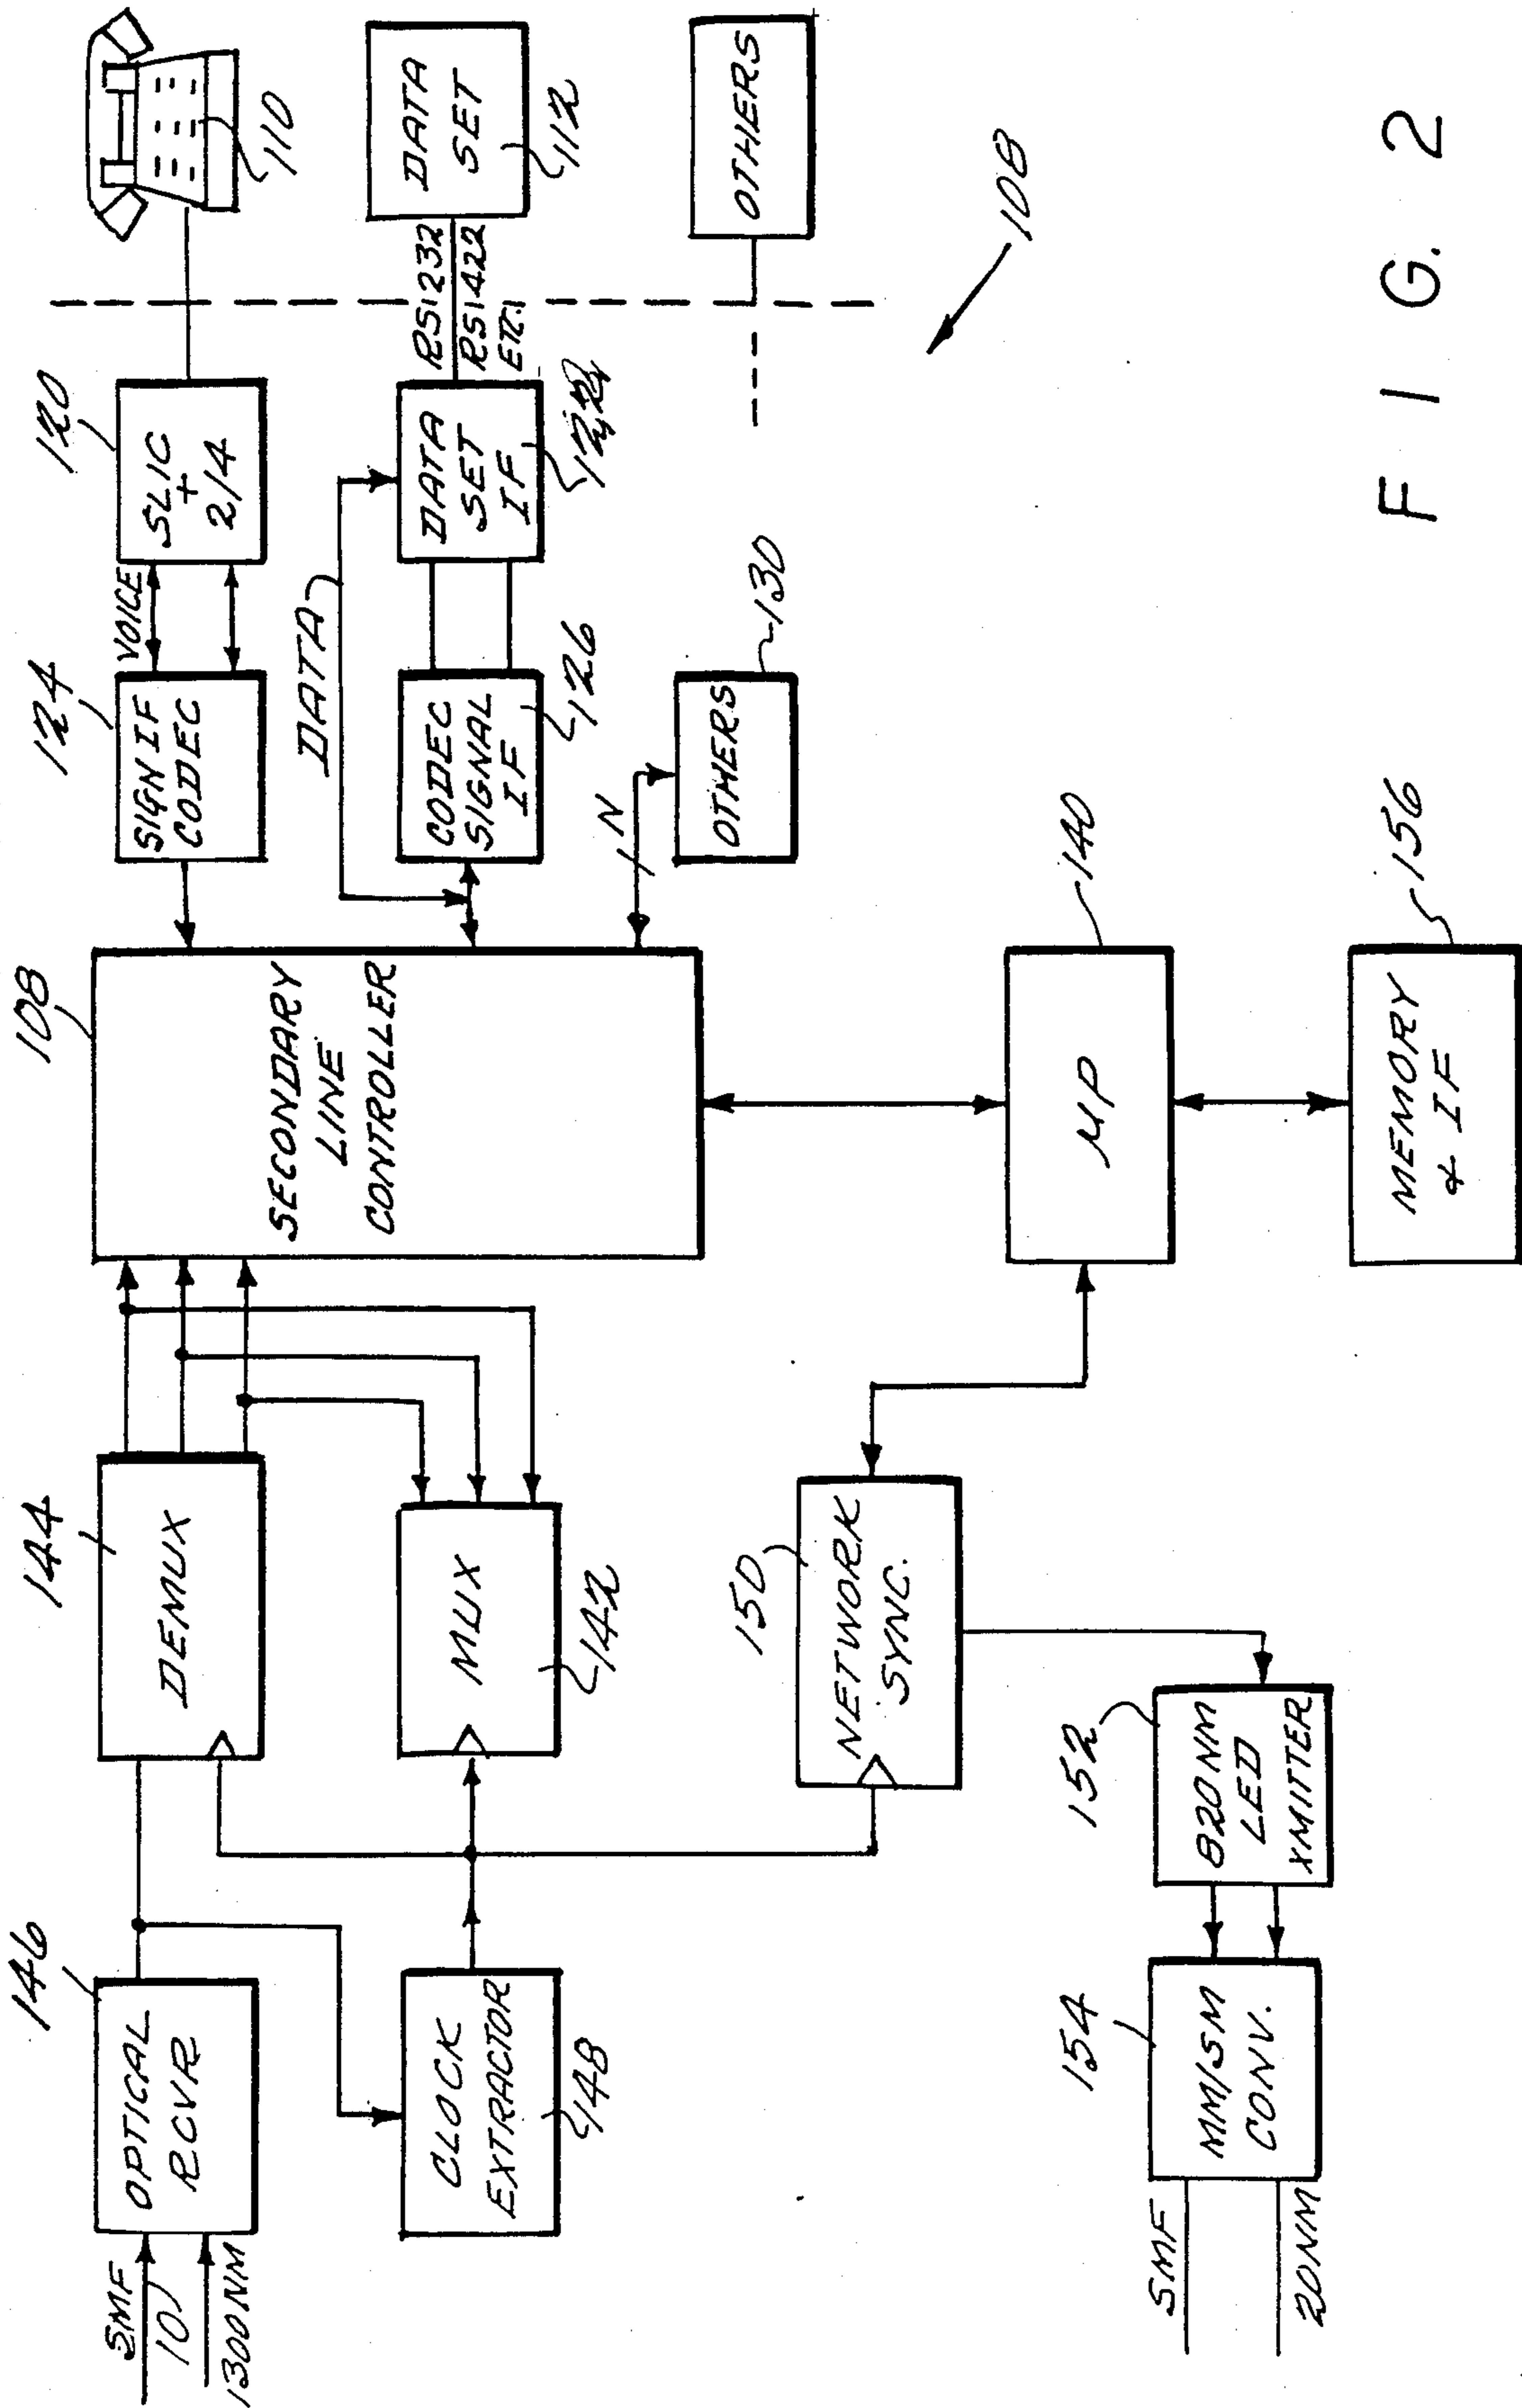 SMF
10
1300NM
146
OPTICAL
RCVR
144
DEMUX
108
SECONDARY
LINE
CONTROLLER
124
SIGN IF
CODEC
VOICE
120
SLIC
+
2/4
110
CLOCK
EXTRACTOR
148
MUX
142
DATA
CODEC
SIGNAL
IF
126
DATA
SET
IF
RS1232
RS1422
ETC.
DATA
SET
112
N
OTHERS
130
OTHERS
108
150
NETWORK
SYNC.
MP
140
SMF
20NM
154
MM/SM
CONV.
152
820NM
LED
XMITTER
MEMORY
& IF
156
FIG. 2